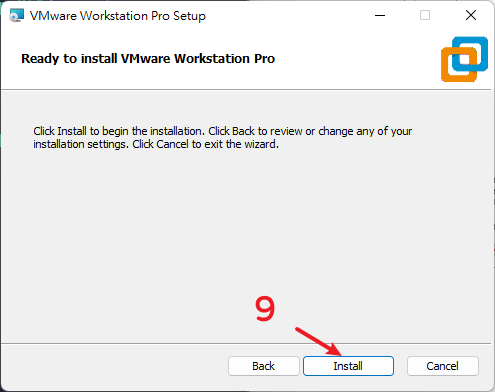 VMware Workstation Pro Setup
Ready to install VMware Workstation Pro
Click Install to begin the installation. Click Back to review or change any of your
installation settings. Click Cancel to exit the wizard.
9
Back Install Cancel